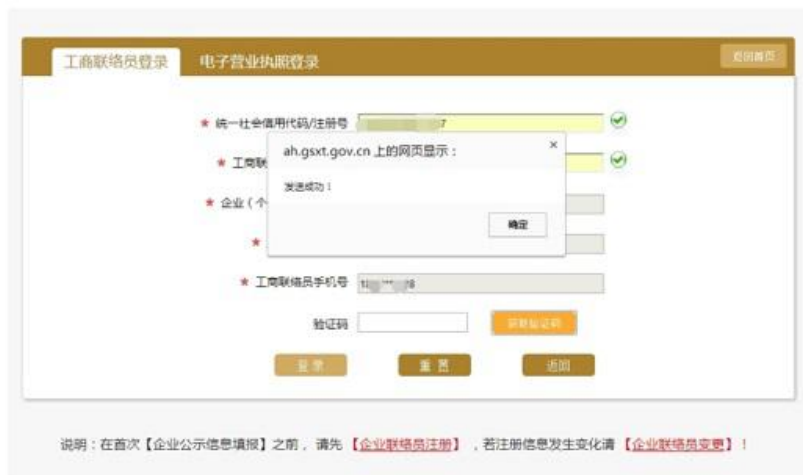 工商联络员登录 电子营业执照登录 返回首页
* 统一社会信用代码/注册号 7
ah.gsxt.gov.cn 上的网页显示： ×
* 工商联
发送成功！
* 企业（个
确定
*
* 工商联络员手机号 8
验证码 获取验证码
登录 重置 返回
说明：在首次【企业公示信息填报】之前，请先【企业联络员注册】，若注册信息发生变化请【企业联络员变更】！